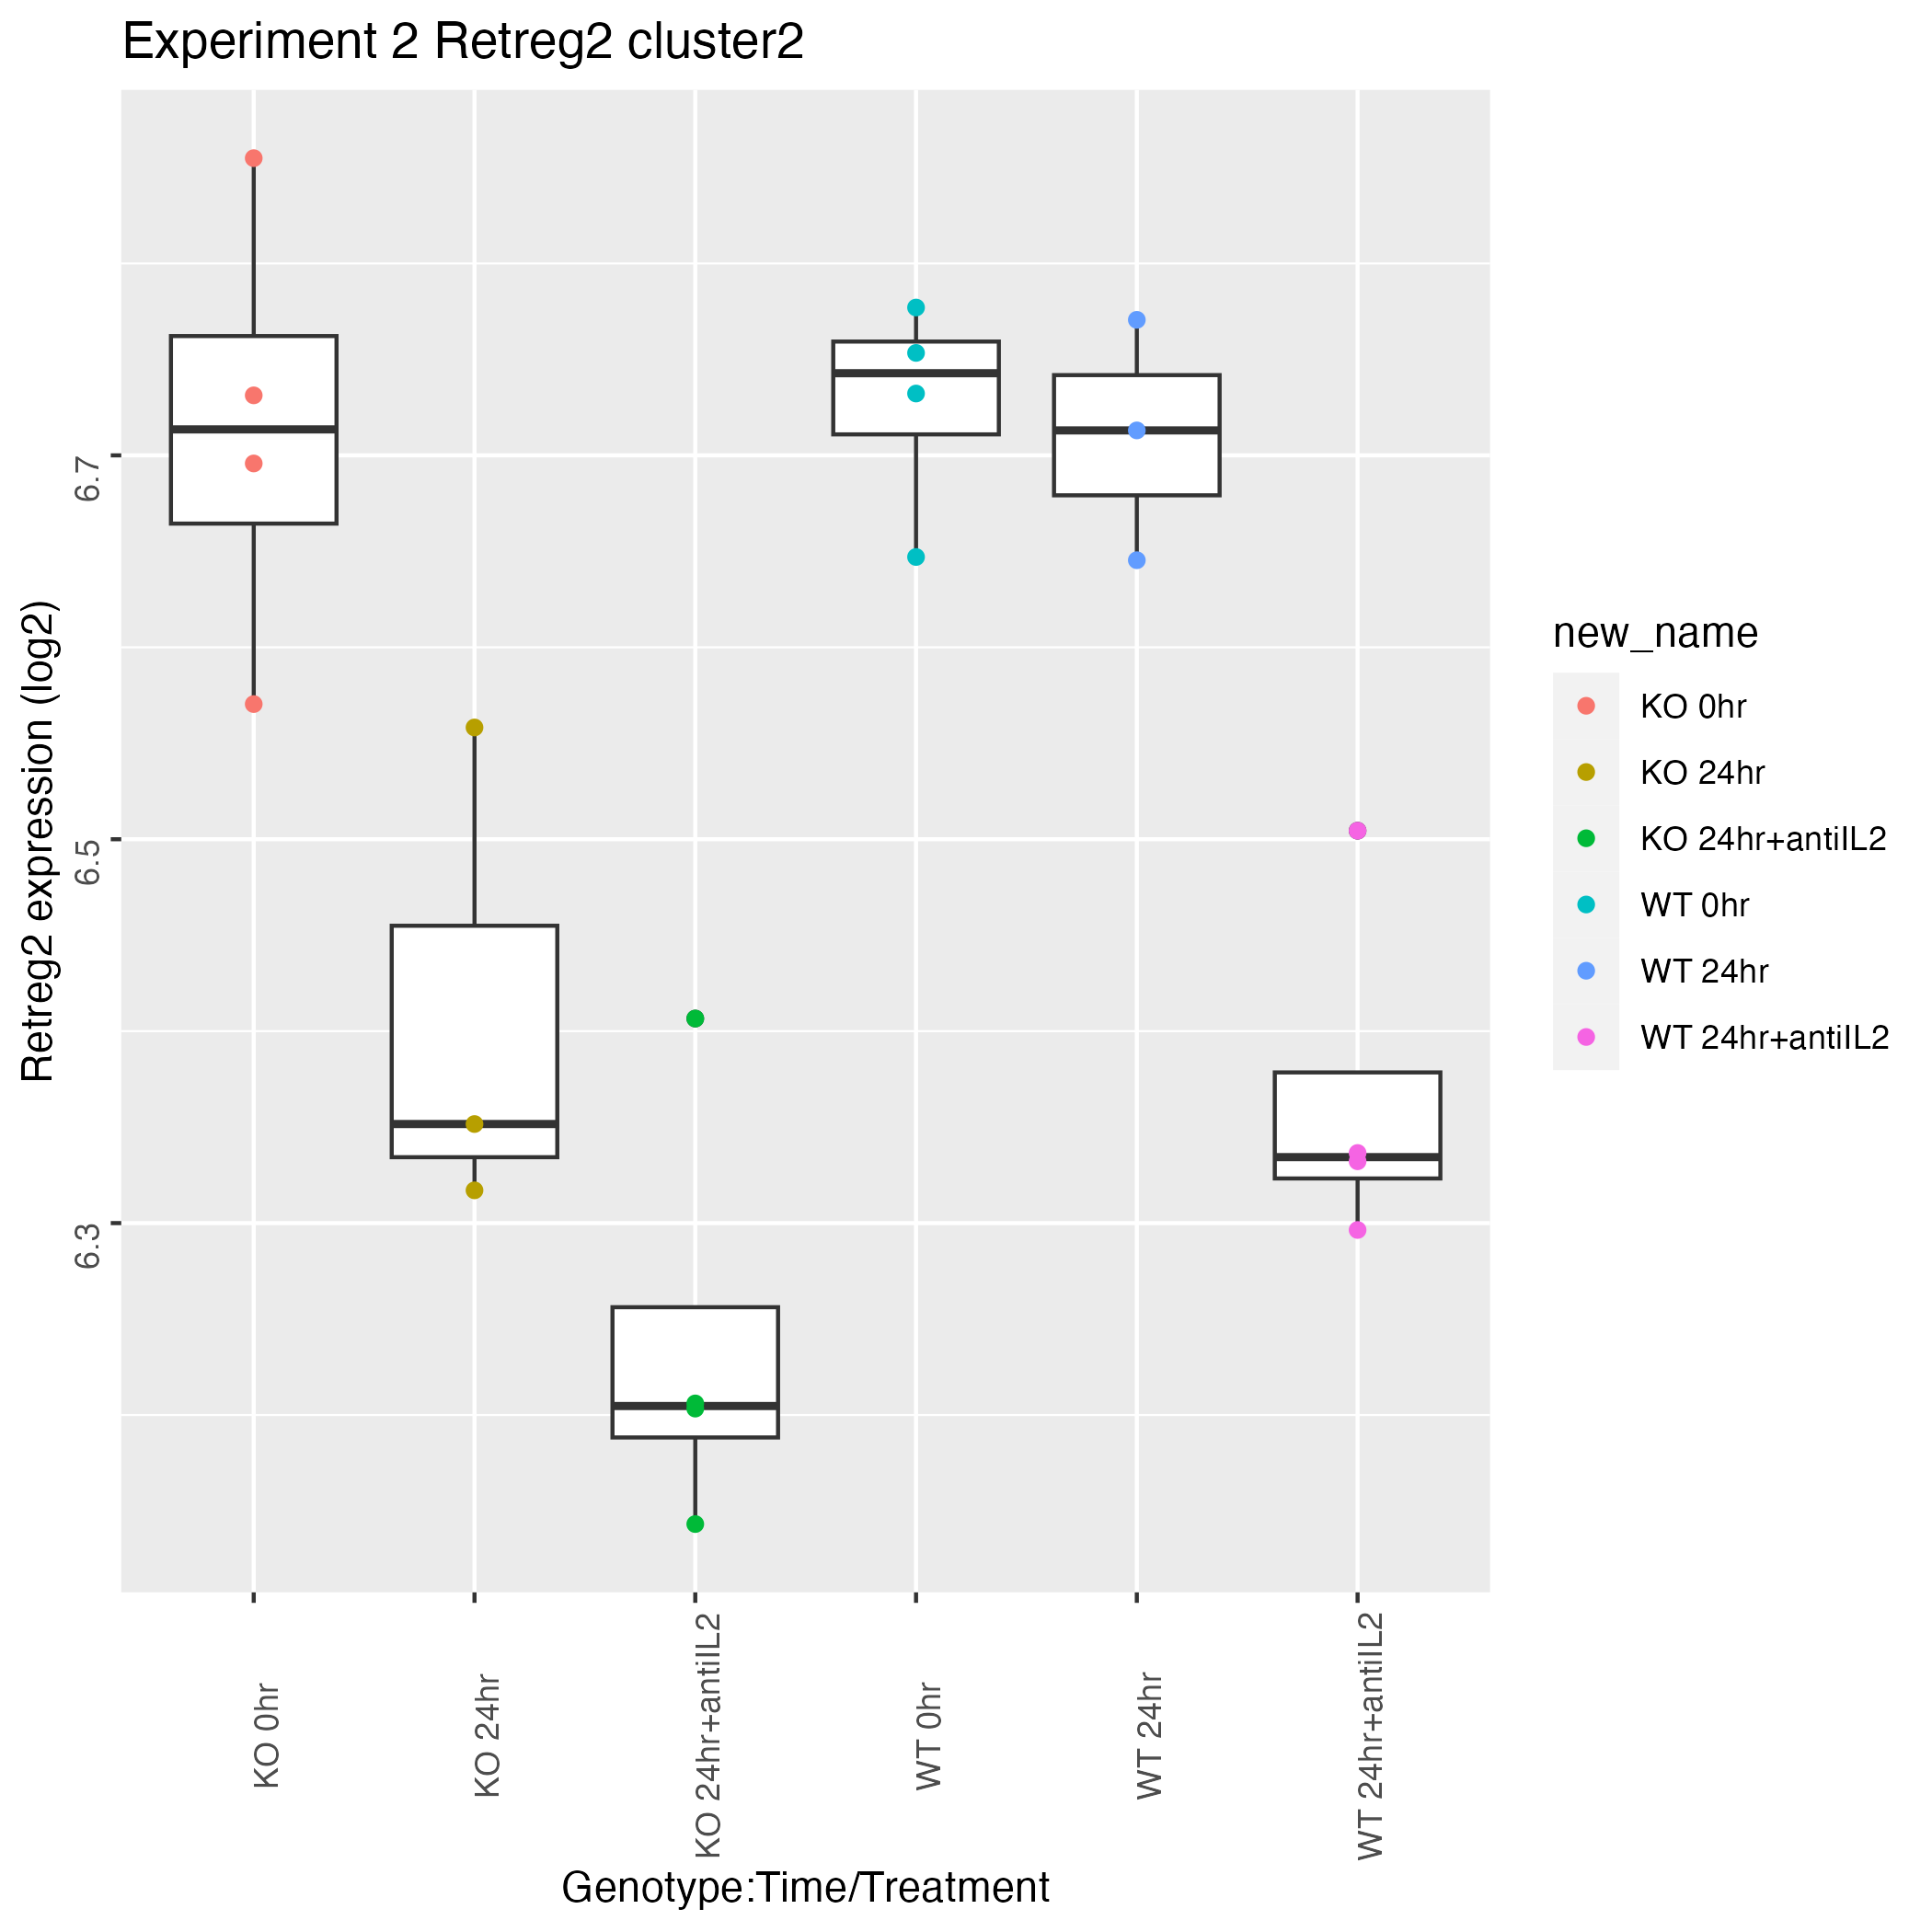 Experiment 2 Retreg2 cluster2
Retreg2 expression (log2)
6.7
6.5
6.3
KO 0hr
KO 24hr
KO 24hr+antiIL2
WT 0hr
WT 24hr
WT 24hr+antiIL2
Genotype:Time/Treatment
new_name
KO 0hr
KO 24hr
KO 24hr+antiIL2
WT 0hr
WT 24hr
WT 24hr+antiIL2